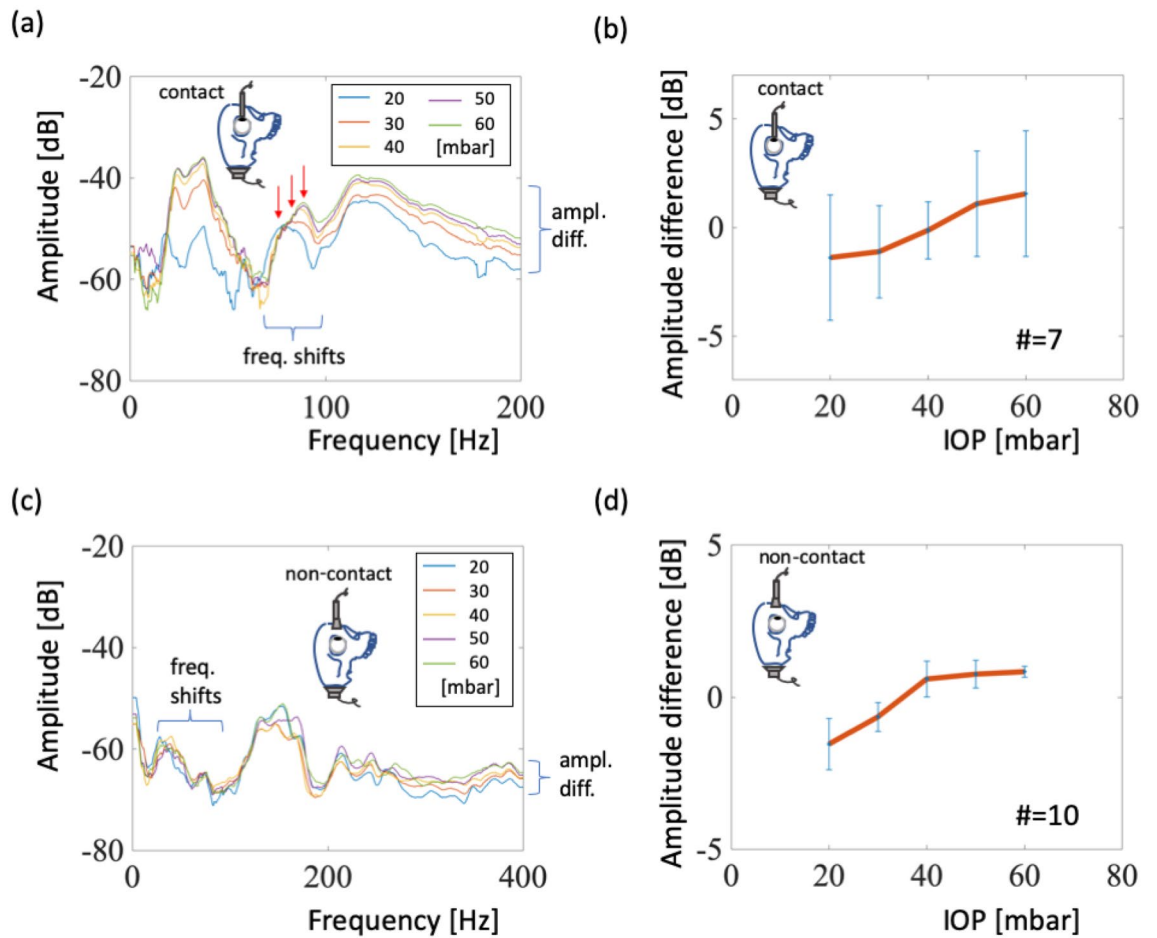 (a)
Amplitude [dB]
-20
-40
-60
-80
contact
20 50
30 60
40 [mbar]
ampl.
diff.
freq. shifts
0 100 200
Frequency [Hz]
(b)
Amplitude difference [dB]
5
0
-5
contact
#=7
0 20 40 60 80
IOP [mbar]
(c)
Amplitude [dB]
-20
-40
-60
-80
non-contact
20
30
40
50
60
[mbar]
freq.
shifts
ampl.
diff.
0 200 400
Frequency [Hz]
(d)
Amplitude difference [dB]
5
0
-5
non-contact
#=10
0 20 40 60 80
IOP [mbar]